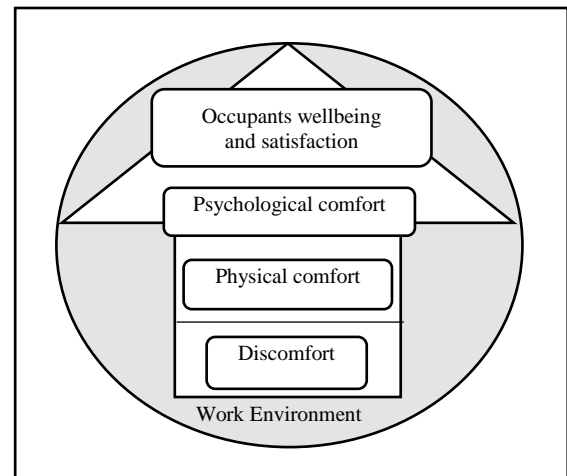 Occupants wellbeing
and satisfaction
Psychological comfort
Physical comfort
Discomfort
Work Environment